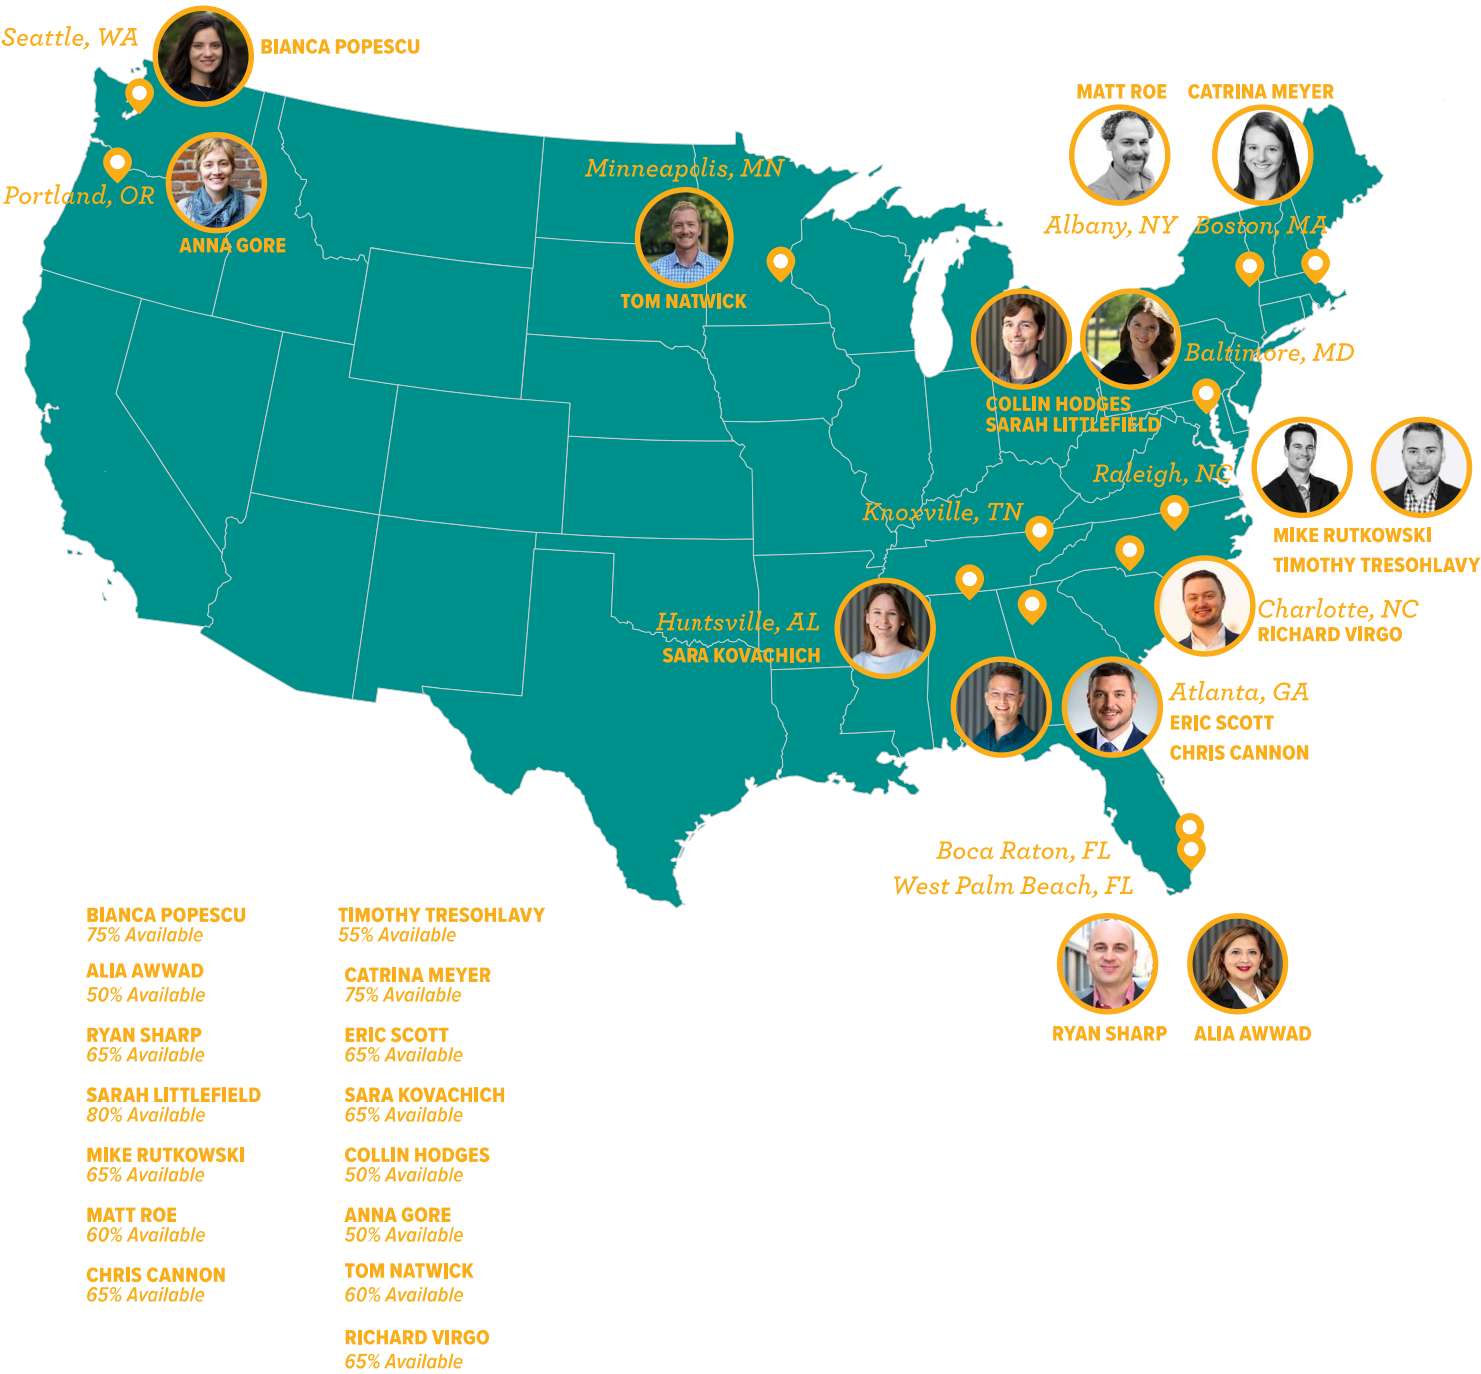 Seattle, WA
BIANCA POPESCU
Portland, OR
ANNA GORE
Minneapolis, MN
TOM NATWICK
MATT ROE
CATRINA MEYER
Albany, NY
Boston, MA
Baltimore, MD
COLLIN HODGES
SARAH LITTLEFIELD
Raleigh, NC
MIKE RUTKOWSKI
TIMOTHY TRESOHLAVY
Knoxville, TN
Huntsville, AL
SARA KOVACHICH
Charlotte, NC
RICHARD VIRGO
Atlanta, GA
ERIC SCOTT
CHRIS CANNON
Boca Raton, FL
West Palm Beach, FL
RYAN SHARP
ALIA AWWAD
BIANCA POPESCU
75% Available
ALIA AWWAD
50% Available
RYAN SHARP
65% Available
SARAH LITTLEFIELD
80% Available
MIKE RUTKOWSKI
65% Available
MATT ROE
60% Available
CHRIS CANNON
65% Available
TIMOTHY TRESOHLAVY
55% Available
CATRINA MEYER
75% Available
ERIC SCOTT
65% Available
SARA KOVACHICH
65% Available
COLLIN HODGES
50% Available
ANNA GORE
50% Available
TOM NATWICK
60% Available
RICHARD VIRGO
65% Available